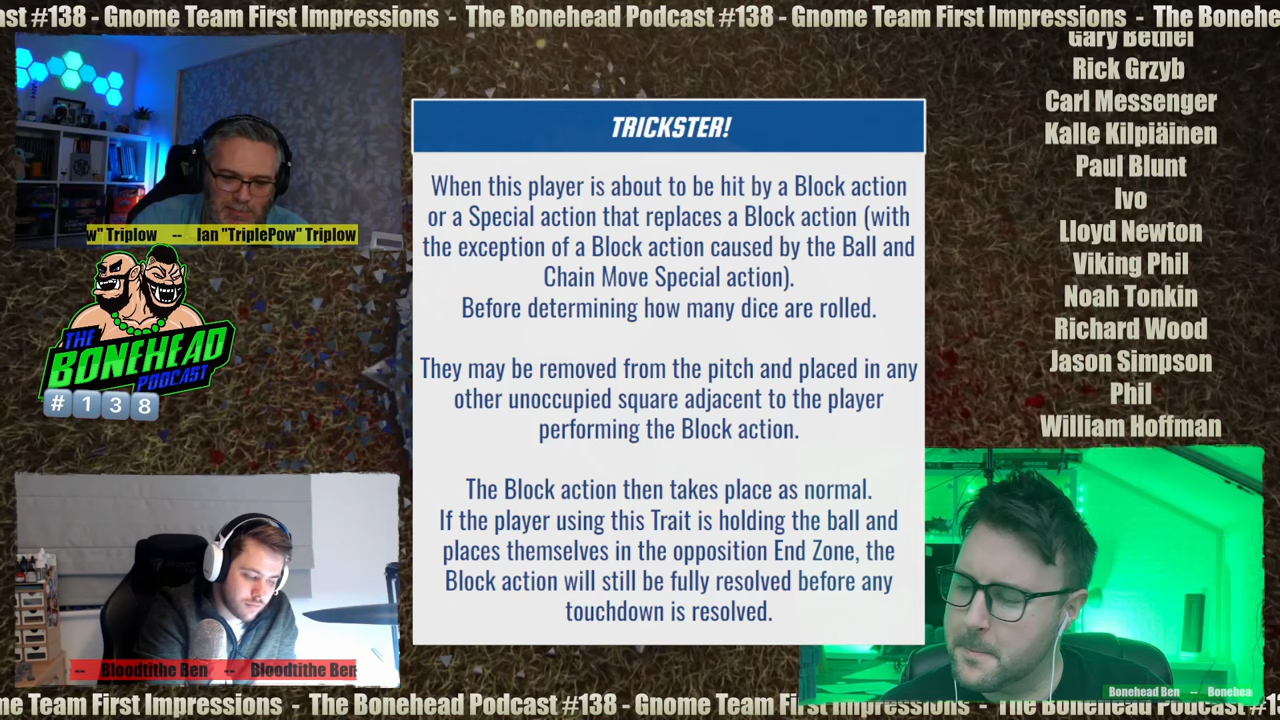 ast #138 - Gnome Team First Impressions - The Bonehead Podcast #138 - Gnome Team First Impressions - The Bone
Gary Bethel
Rick Grzyb
Carl Messenger
Kalle Kilpiäinen
Paul Blunt
Ivo
Lloyd Newton
Viking Phil
Noah Tonkin
Richard Wood
Jason Simpson
Phil
William Hoffman
TRICKSTER!
When this player is about to be hit by a Block action
or a Special action that replaces a Block action (with
the exception of a Block action caused by the Ball and
Chain Move Special action).
Before determining how many dice are rolled.
They may be removed from the pitch and placed in any
other unoccupied square adjacent to the player
performing the Block action.
The Block action then takes place as normal.
If the player using this Trait is holding the ball and
places themselves in the opposition End Zone, the
Block action will still be fully resolved before any
touchdown is resolved.
w" Triplow -- Ian "TriplePow" Triplow
THE
BONEHEAD
PODCAST
#138
-- Bloodtithe Ben -- Bloodtithe Ben
Bonehead Ben -- Bonehea
me Team First Impressions - The Bonehead Podcast #138 - Gnome Team First Impressions - The Bonehead Podcast #13